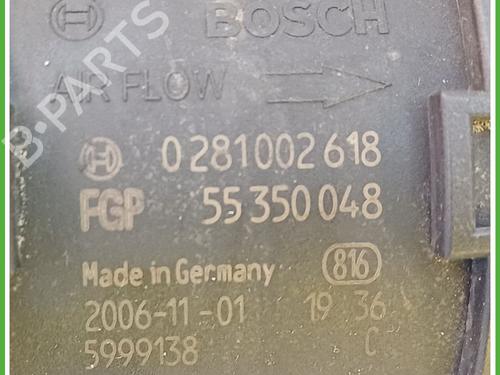 BOSCH
B-PARTS
AIR FLOW
0 281 002 618
FGP 55 350 048
Made in Germany 816
2006-11-01 19 36
5999138 C